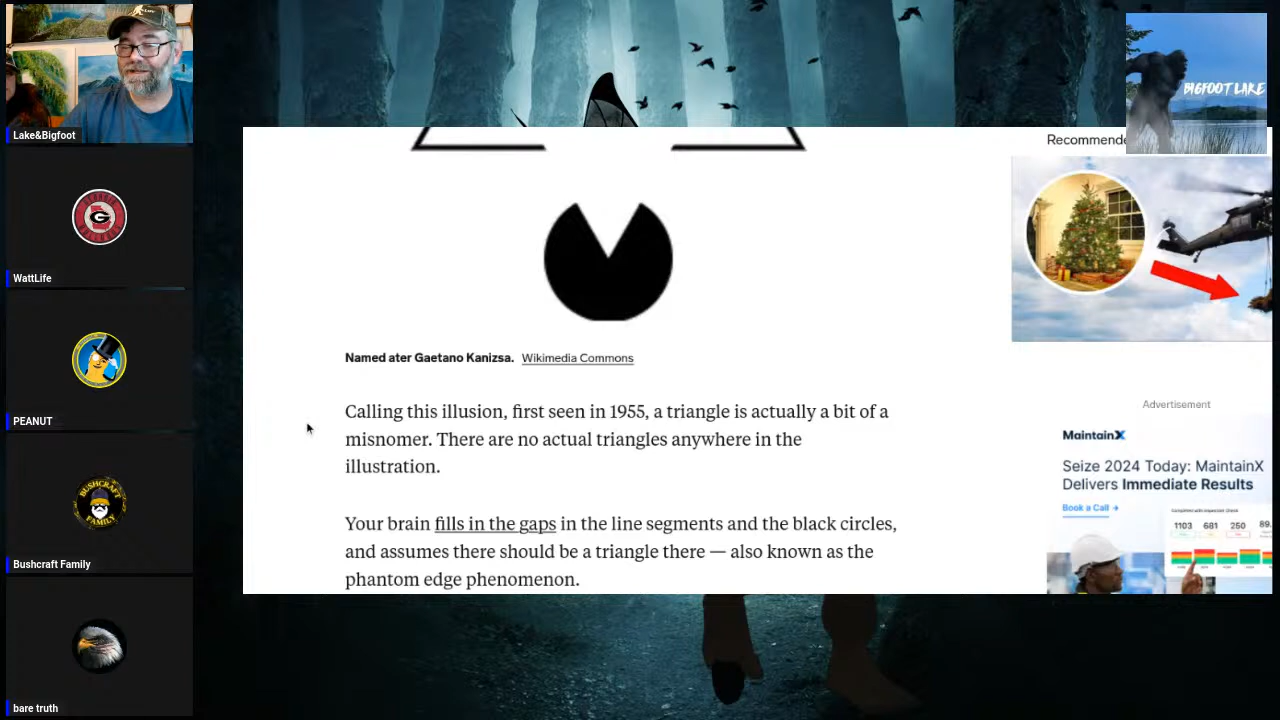 Lake&Bigfoot
WattLife
PEANUT
Bushcraft Family
bare truth
BIGFOOT LAKE
Recommende
Named ater Gaetano Kanizsa. Wikimedia Commons
Calling this illusion, first seen in 1955, a triangle is actually a bit of a
misnomer. There are no actual triangles anywhere in the
illustration.
Your brain fills in the gaps in the line segments and the black circles,
and assumes there should be a triangle there — also known as the
phantom edge phenomenon.
Advertisement
MaintainX
Seize 2024 Today: MaintainX
Delivers Immediate Results
Book a Call →
1103 681 250 89.
BUSHCRAFT
FAMILY
G